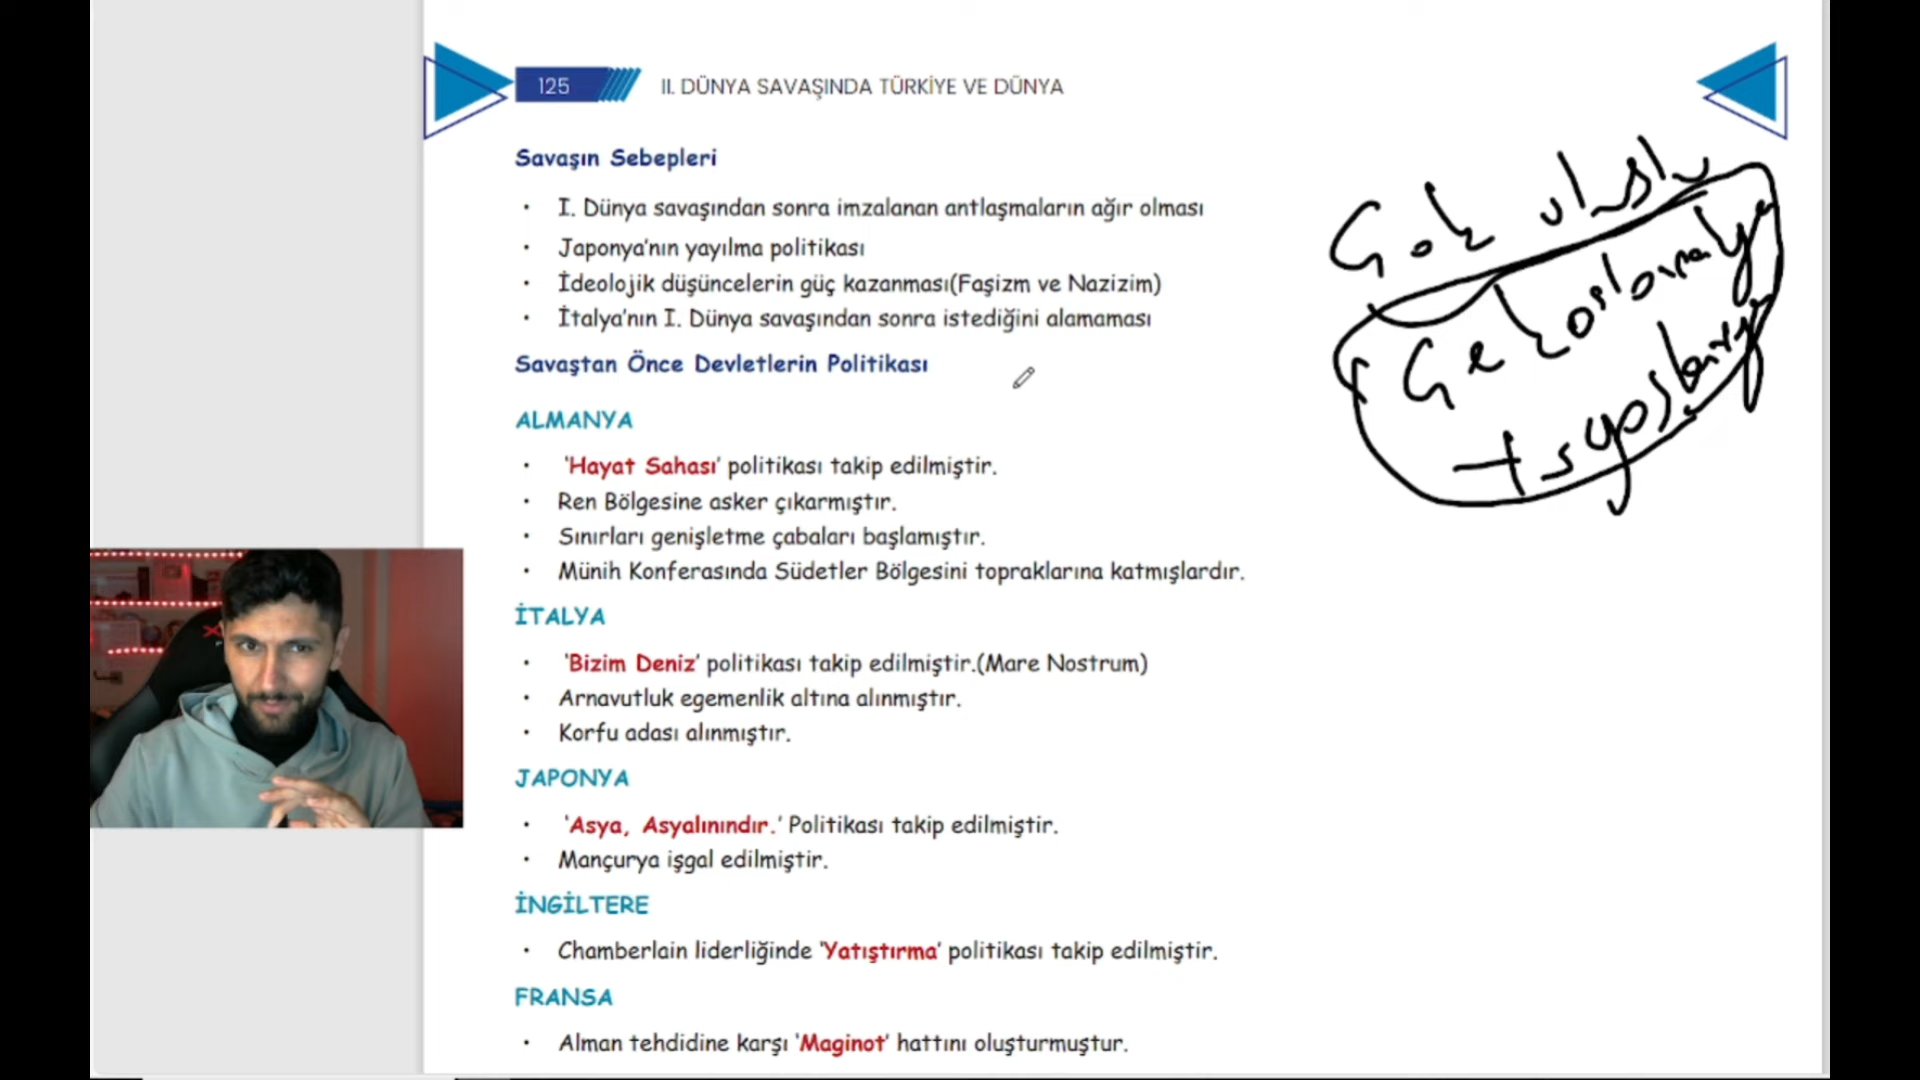 125 II. DÜNYA SAVAŞINDA TÜRKİYE VE DÜNYA
Savaşın Sebepleri
• I. Dünya savaşından sonra imzalanan antlaşmaların ağır olması
• Japonya'nın yayılma politikası
• İdeolojik düşüncelerin güç kazanması(Faşizm ve Nazizim)
• İtalya'nın I. Dünya savaşından sonra istediğini alamaması
Savaştan Önce Devletlerin Politikası
ALMANYA
• 'Hayat Sahası' politikası takip edilmiştir.
• Ren Bölgesine asker çıkarmıştır.
• Sınırları genişletme çabaları başlamıştır.
• Münih Konferasında Südetler Bölgesini topraklarına katmışlardır.
İTALYA
• 'Bizim Deniz' politikası takip edilmiştir.(Mare Nostrum)
• Arnavutluk egemenlik altına alınmıştır.
• Korfu adası alınmıştır.
JAPONYA
• 'Asya, Asyalınındır.' Politikası takip edilmiştir.
• Mançurya işgal edilmiştir.
İNGİLTERE
• Chamberlain liderliğinde 'Yatıştırma' politikası takip edilmiştir.
FRANSA
• Alman tehdidine karşı 'Maginot' hattını oluşturmuştur.
Çok uluslu